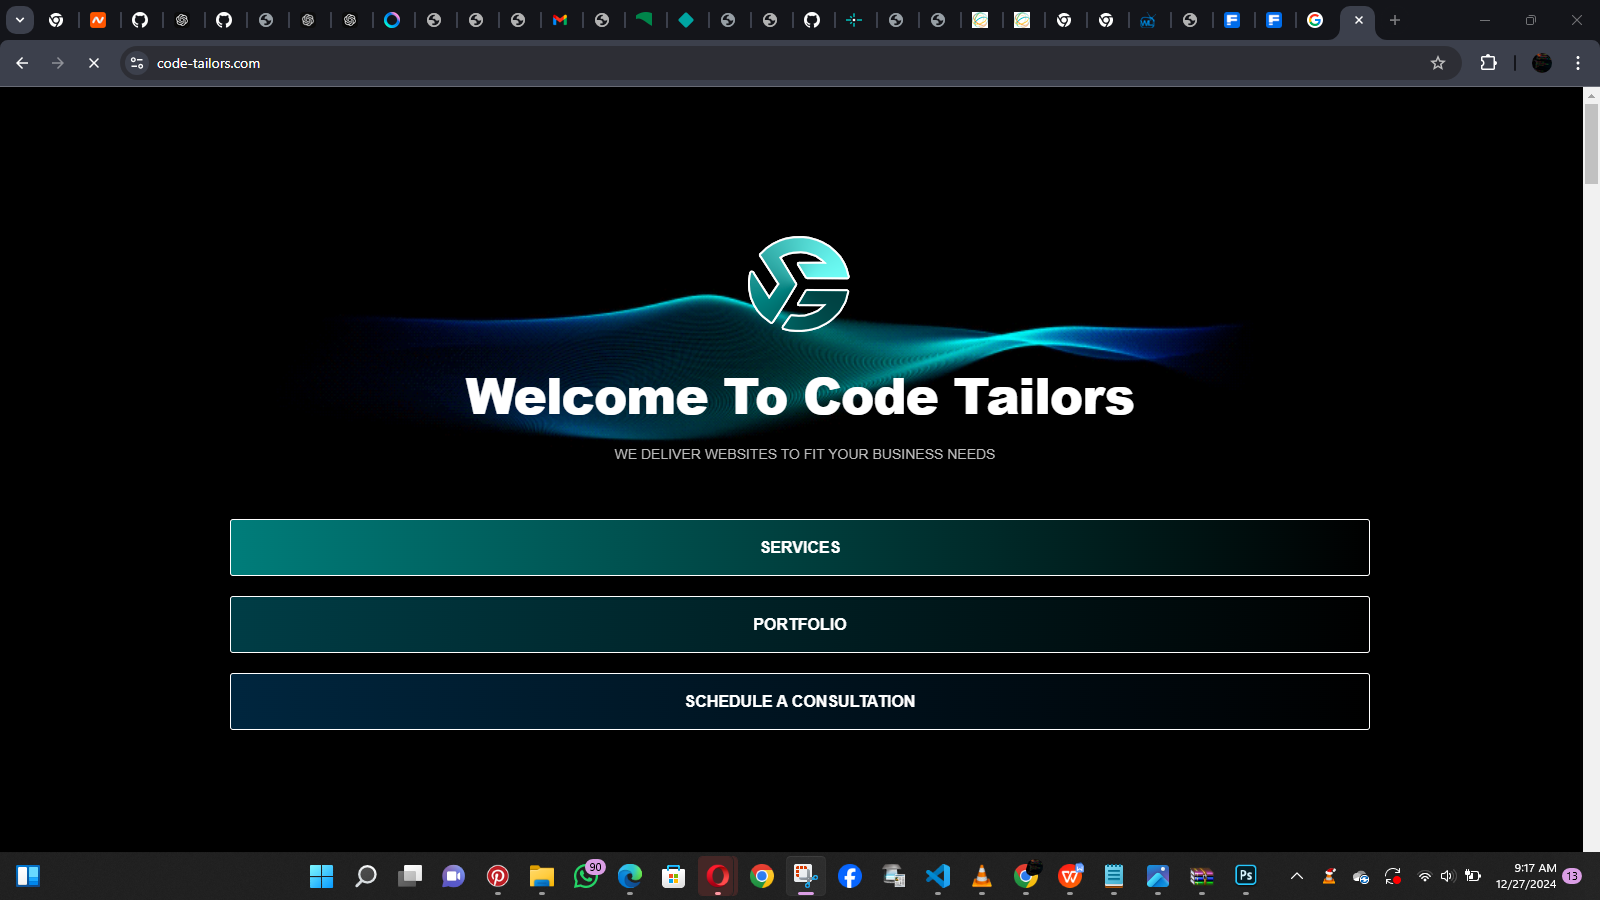 code-tailors.com
Welcome To Code Tailors
WE DELIVER WEBSITES TO FIT YOUR BUSINESS NEEDS
SERVICES
PORTFOLIO
SCHEDULE A CONSULTATION
90
Ps
9:17 AM
12/27/2024
13